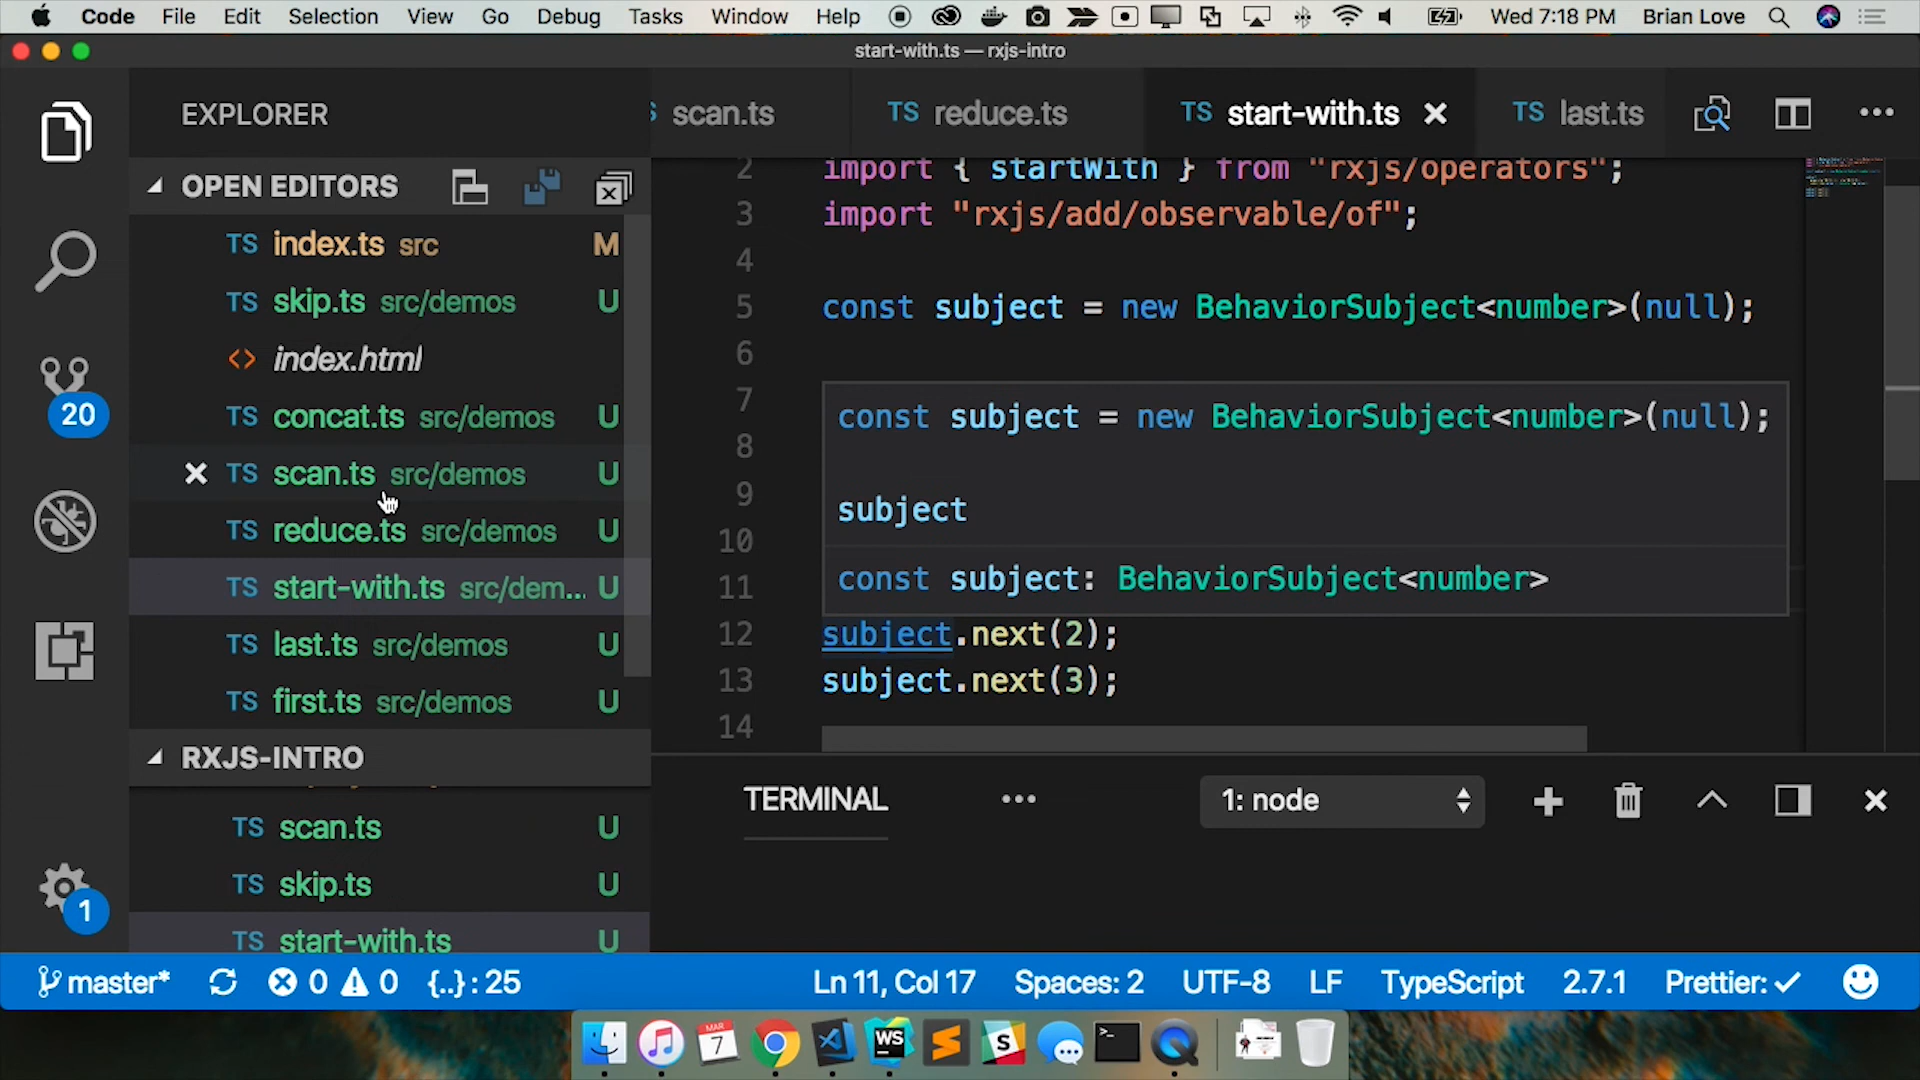 Code File Edit Selection View Go Debug Tasks Window Help Wed 7:18 PM Brian Love
start-with.ts — rxjs-intro
EXPLORER
TS scan.ts
TS reduce.ts
TS start-with.ts
TS last.ts
OPEN EDITORS
TS index.ts src M
TS skip.ts src/demos U
<> index.html
TS concat.ts src/demos U
TS scan.ts src/demos U
TS reduce.ts src/demos U
TS start-with.ts src/dem... U
TS last.ts src/demos U
TS first.ts src/demos U
RXJS-INTRO
TS scan.ts U
TS skip.ts U
TS start-with.ts U
20
1
2 import { startWith } from "rxjs/operators";
3 import "rxjs/add/observable/of";
4
5 const subject = new BehaviorSubject<number>(null);
6
7
8
9
10
11
const subject = new BehaviorSubject<number>(null);
subject
const subject: BehaviorSubject<number>
12 subject.next(2);
13 subject.next(3);
14
TERMINAL ••• 1: node
master* 0 0 {..} : 25 Ln 11, Col 17 Spaces: 2 UTF-8 LF TypeScript 2.7.1 Prettier: ✓
MAR
7
WS
S
>_